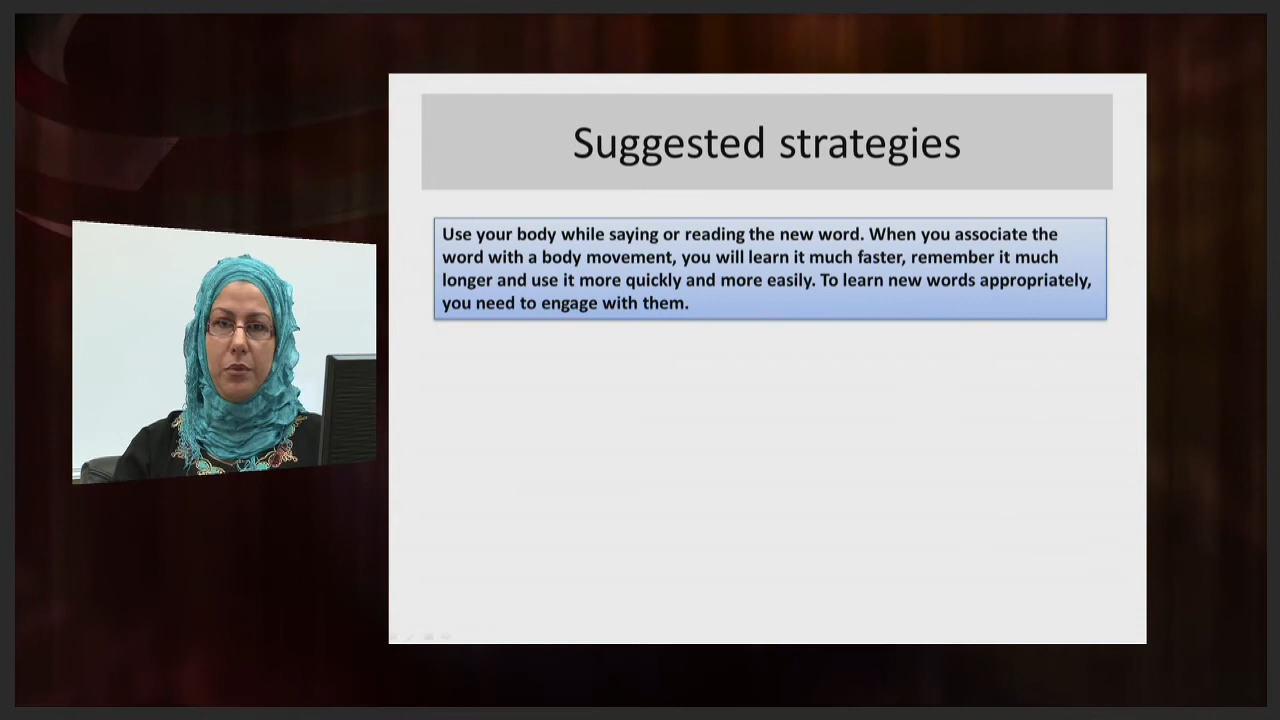 Suggested strategies
Use your body while saying or reading the new word. When you associate the
word with a body movement, you will learn it much faster, remember it much
longer and use it more quickly and more easily. To learn new words appropriately,
you need to engage with them.